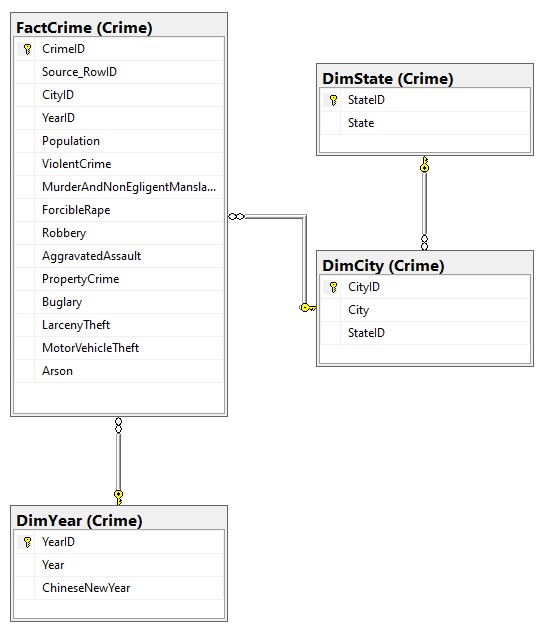 FactCrime (Crime)
CrimeID
Source_RowID
CityID
YearID
Population
ViolentCrime
MurderAndNonEgligentMansla...
ForcibleRape
Robbery
AggravatedAssault
PropertyCrime
Buglary
LarcenyTheft
MotorVehicleTheft
Arson
DimState (Crime)
StateID
State
DimCity (Crime)
CityID
City
StateID
DimYear (Crime)
YearID
Year
ChineseNewYear